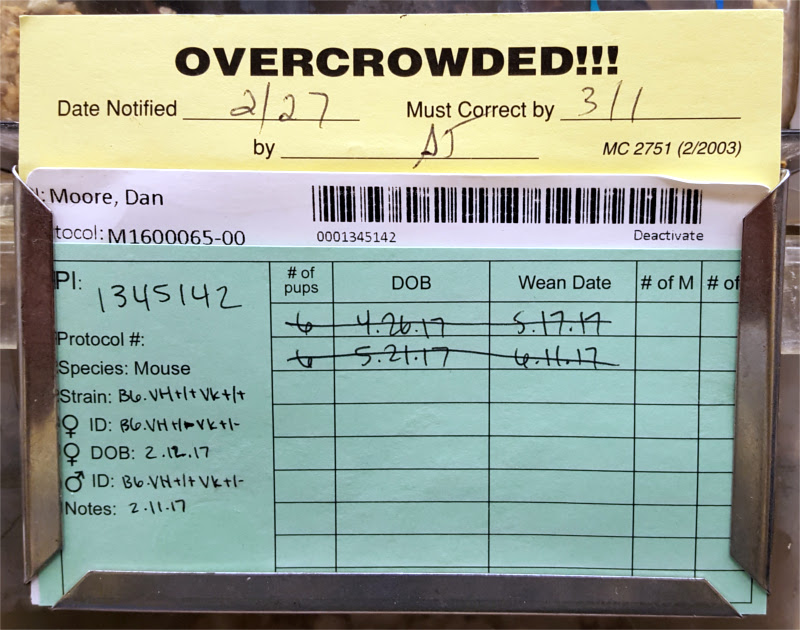 OVERCROWDED!!!
Date Notified 2/27 Must Correct by 3/1
by AJ MC 2751 (2/2003)
: Moore, Dan
tocol: M1600065-00 0001345142 Deactivate
PI: 1345142
# of pups DOB Wean Date # of M # of
6 4.26.17 5.17.17
6 5.21.17 6.11.17
Protocol #:
Species: Mouse
Strain: B6.VH+/+Vk+/+
♀ ID: B6.VH+/ Vk+/-
♀ DOB: 2.12.17
♂ ID: B6.VH+/+Vk+/-
Notes: 2.11.17